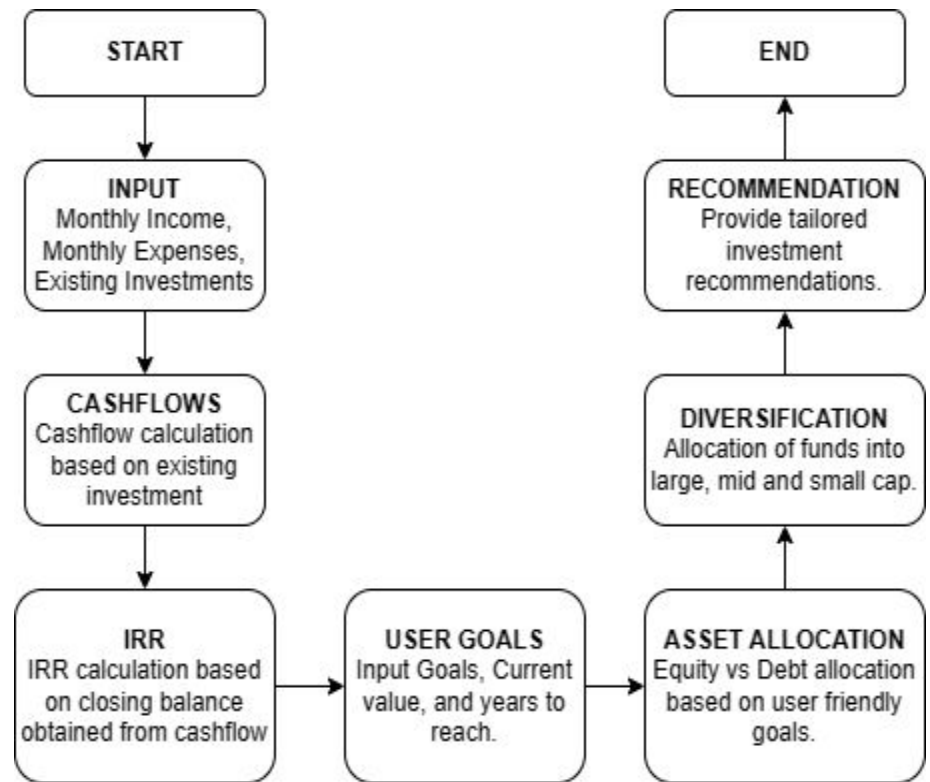 START
INPUT
Monthly Income,
Monthly Expenses,
Existing Investments
CASHFLOWS
Cashflow calculation
based on existing
investment
IRR
IRR calculation based
on closing balance
obtained from cashflow
USER GOALS
Input Goals, Current
value, and years to
reach.
ASSET ALLOCATION
Equity vs Debt allocation
based on user friendly
goals.
DIVERSIFICATION
Allocation of funds into
large, mid and small cap.
RECOMMENDATION
Provide tailored
investment
recommendations.
END